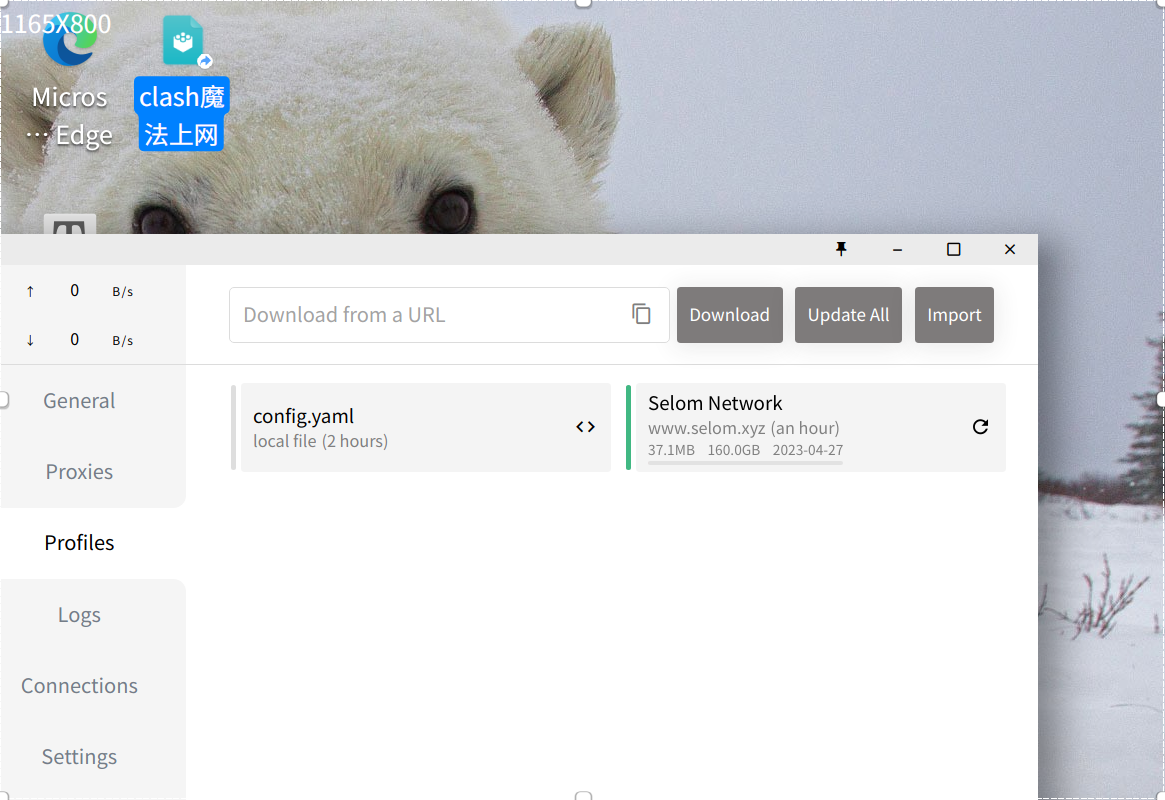 1165X800
Micros
… Edge
clash魔
法上网
T
↑ 0 B/s
↓ 0 B/s
Download from a URL
Download
Update All
Import
General
Proxies
Profiles
Logs
Connections
Settings
config.yaml
local file (2 hours)
Selom Network
www.selom.xyz (an hour)
37.1MB 160.0GB 2023-04-27